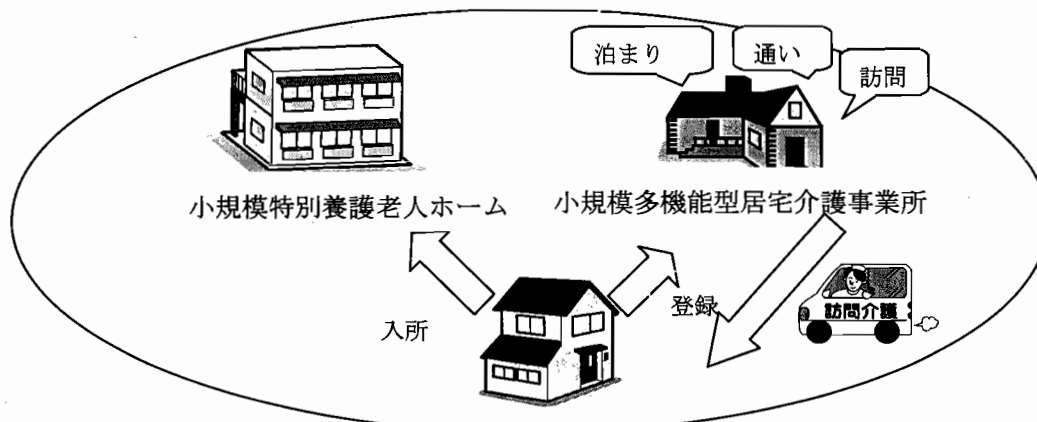 泊まり
通い
訪問
小規模特別養護老人ホーム
小規模多機能型居宅介護事業所
入所
登録
訪問介護